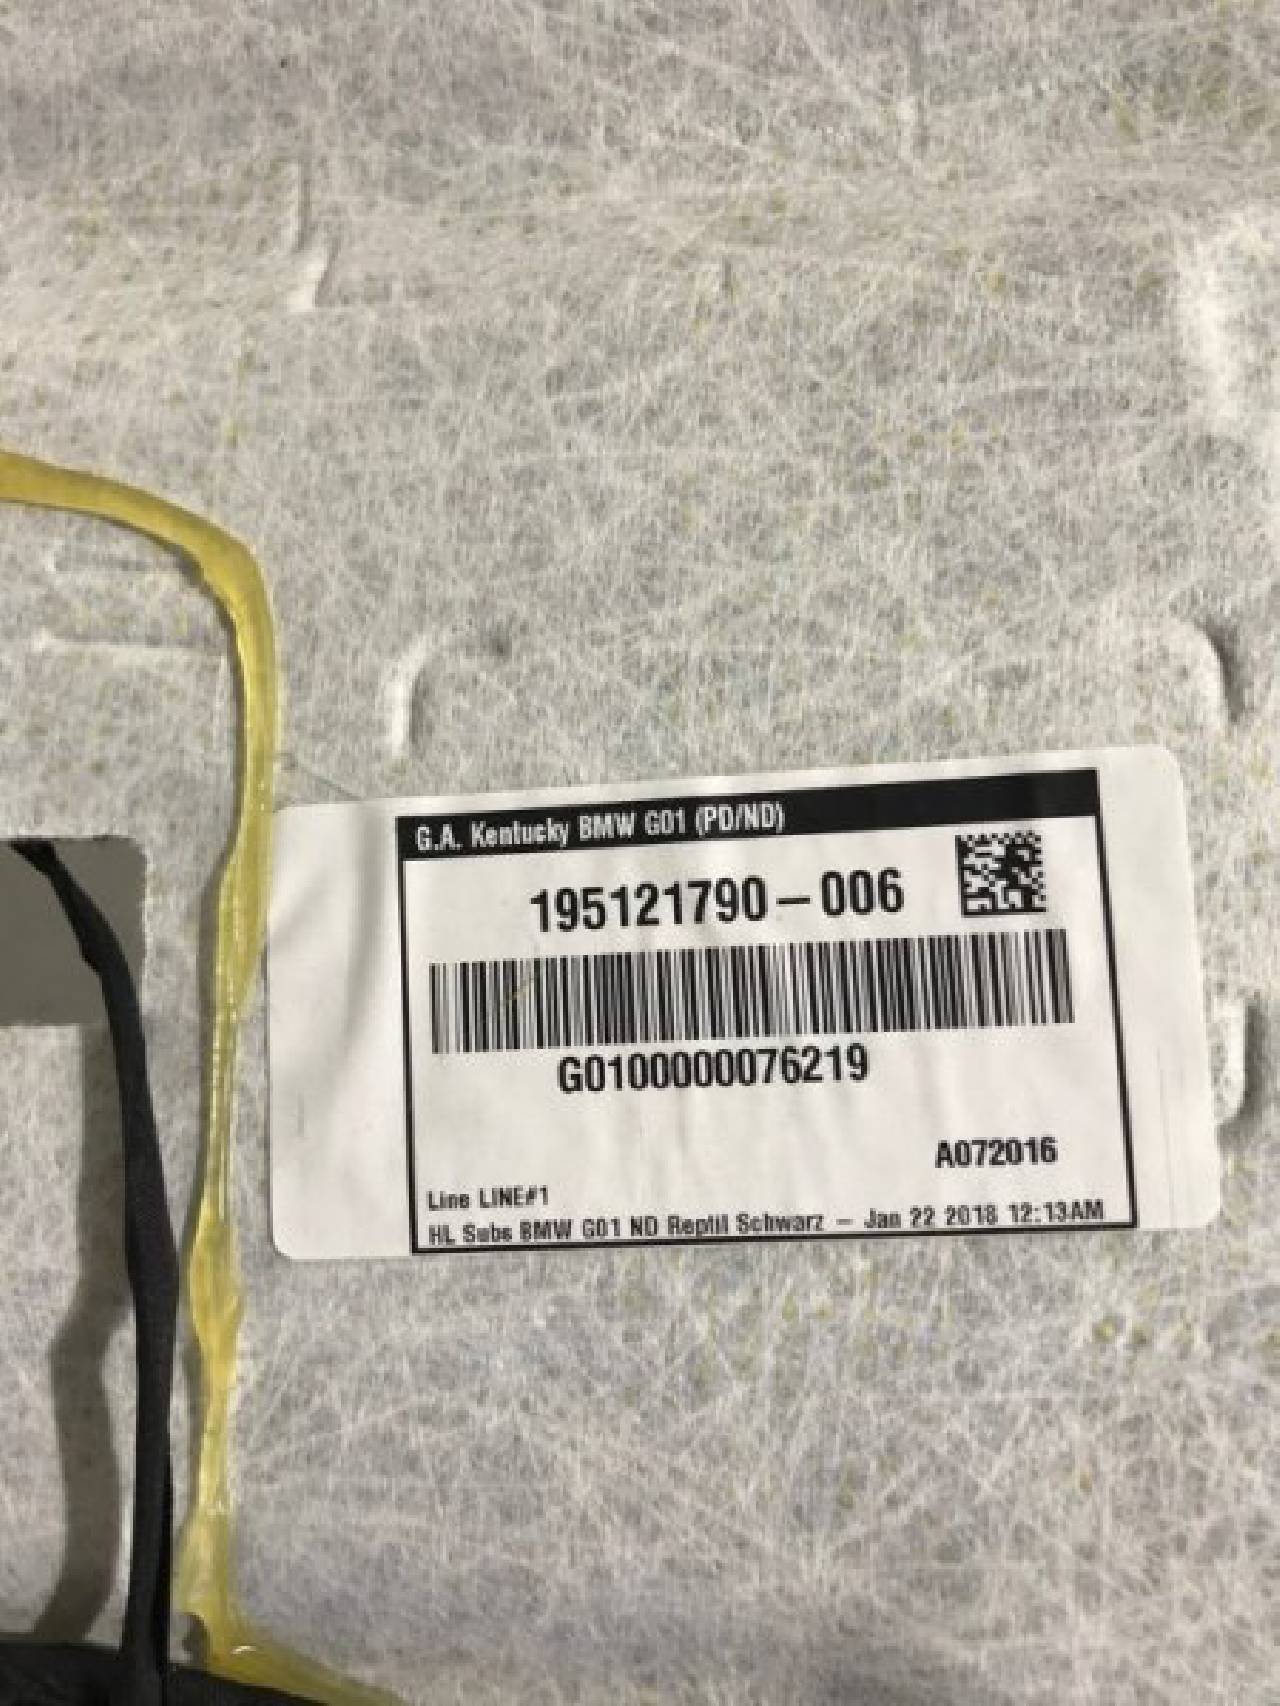 G.A. Kentucky BMW G01 (PD/ND)
195121790-006
G0100000076219
A072016
Line LINE#1
HL Subs BMW G01 ND Reptil Schwarz - Jan 22 2018 12:13AM